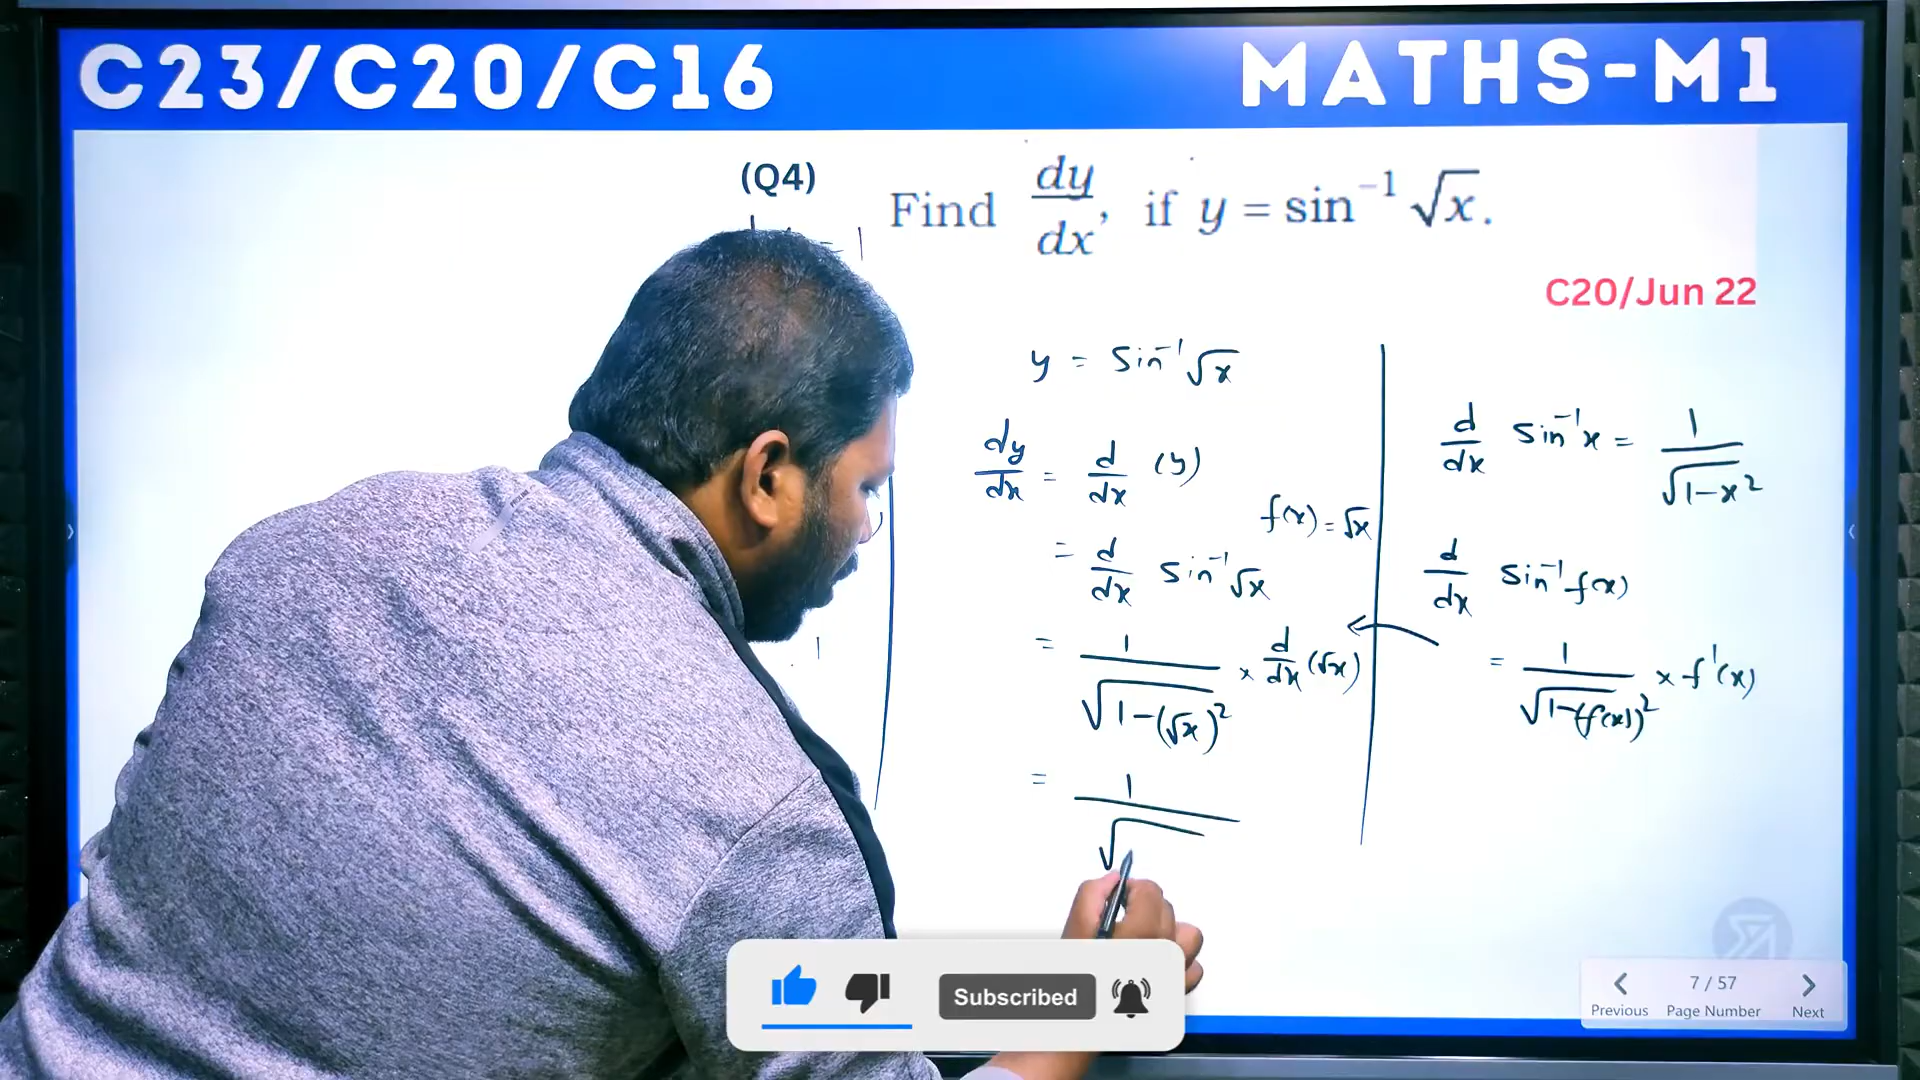 C23/C20/C16
MATHS-M1
(Q4)
Find dy/dx, if y = sin⁻¹ √x.
C20/Jun 22
y = Sin⁻¹ √x
dy/dx = d/dx (y)
f(x) = √x
= d/dx Sin⁻¹ √x
= 1/√(1-(√x)²) × d/dx (√x)
= 1/√
d/dx Sin⁻¹x = 1/√(1-x²)
d/dx Sin⁻¹ f(x)
= 1/√(1-(f(x))²) × f'(x)
Subscribed
7 / 57
Previous Page Number Next